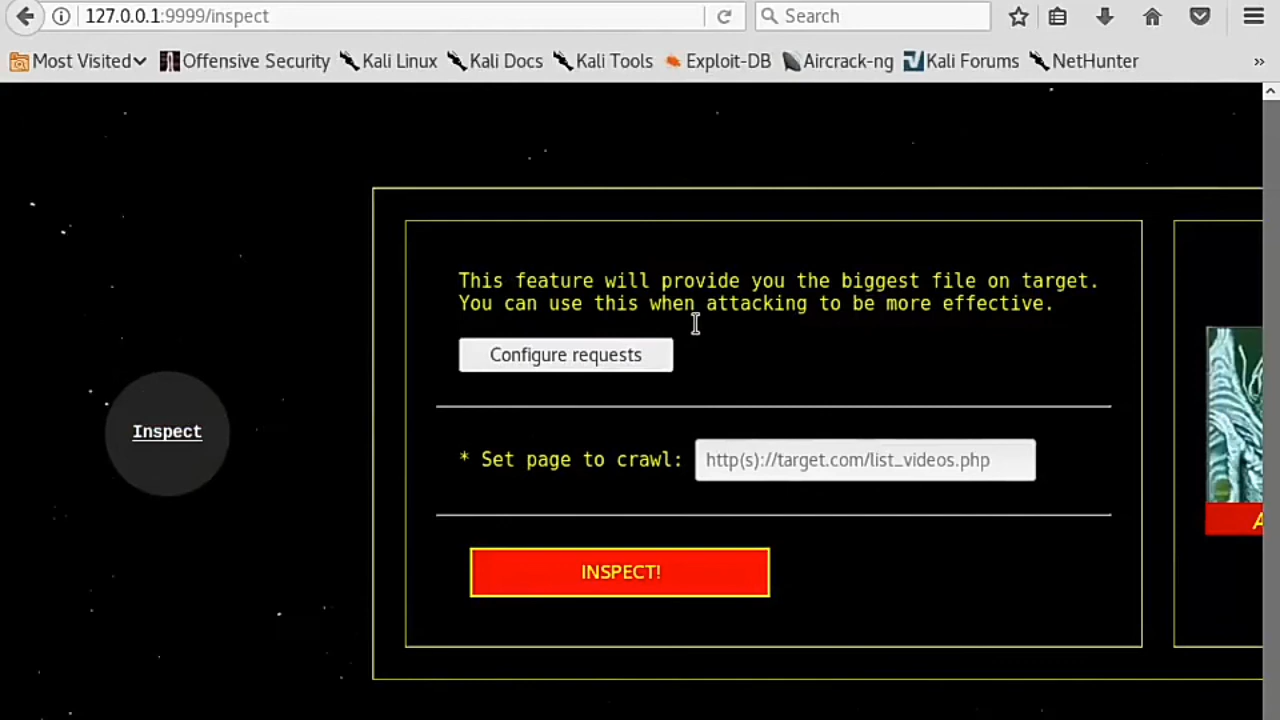 127.0.0.1:9999/inspect
Search
Most Visited
Offensive Security
Kali Linux
Kali Docs
Kali Tools
Exploit-DB
Aircrack-ng
Kali Forums
NetHunter
»
This feature will provide you the biggest file on target.
You can use this when attacking to be more effective.
Configure requests
Inspect
* Set page to crawl:
http(s)://target.com/list_videos.php
INSPECT!